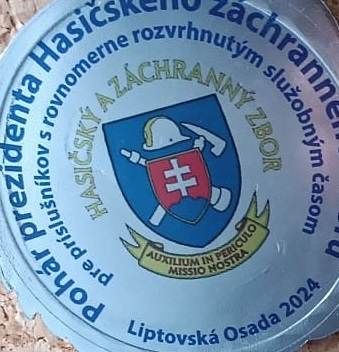 Pohár prezidenta Hasičského záchranného
pre príslušníkov s rovnomerne rozvrhnutým služobným časom
HASIČSKÝ A ZÁCHRANNÝ ZBOR
AUXILIUM IN PERICULO
MISSIO NOSTRA
Liptovská Osada 2024